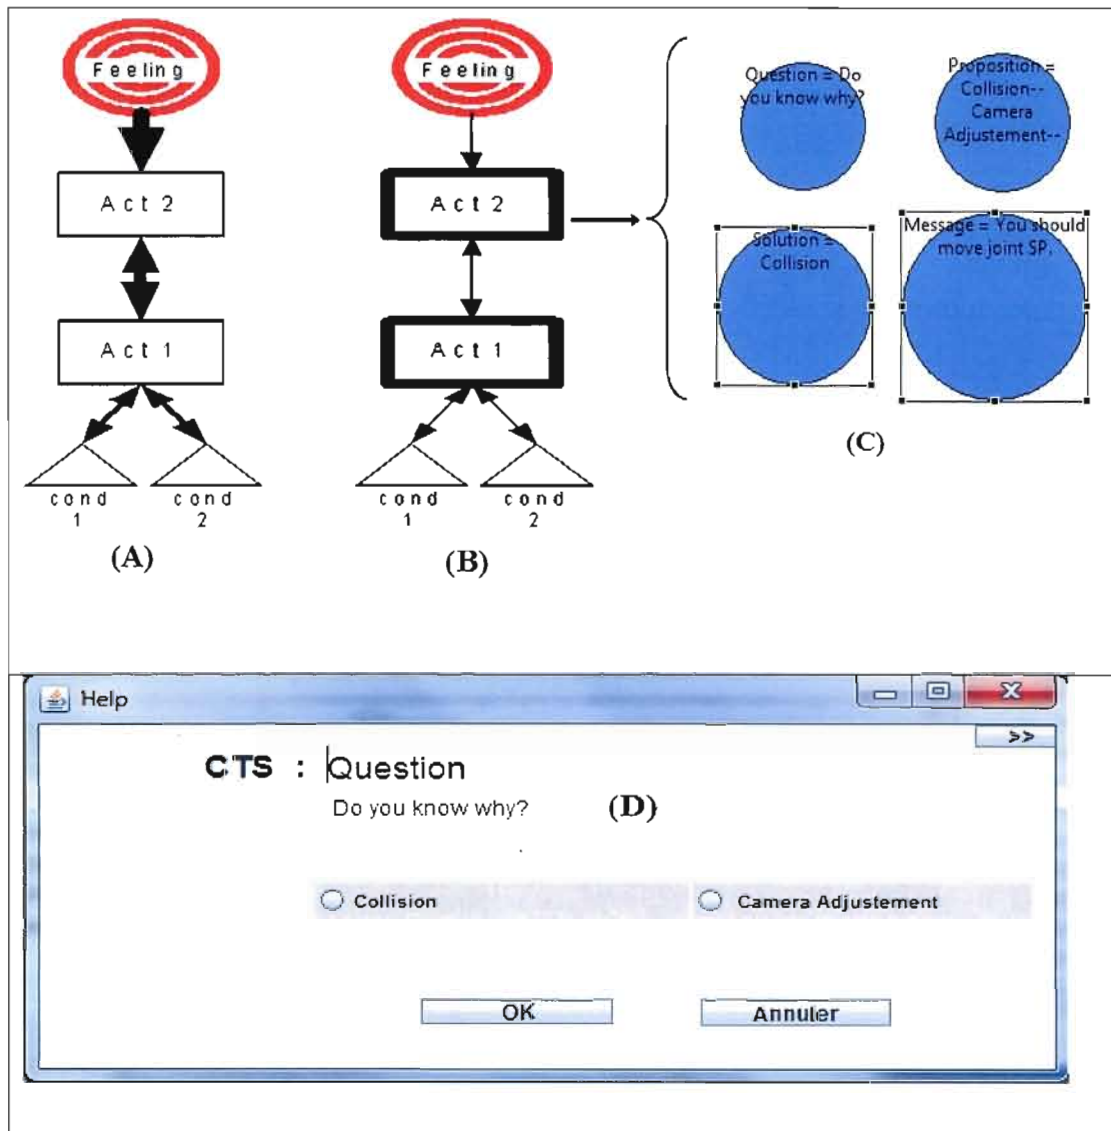 Feeling
Act 2
Act 1
cond
1
cond
2
(A)
Feeling
Act 2
Act 1
cond
1
cond
2
(B)
Question = Do
you know why?
Proposition =
Collision--
Camera
Adjustement--
Solution =
Collision
Message = You should
move joint SP.
(C)
Help
>>
CTS : Question
Do you know why?
(D)
Collision
Camera Adjustement
OK
Annuler